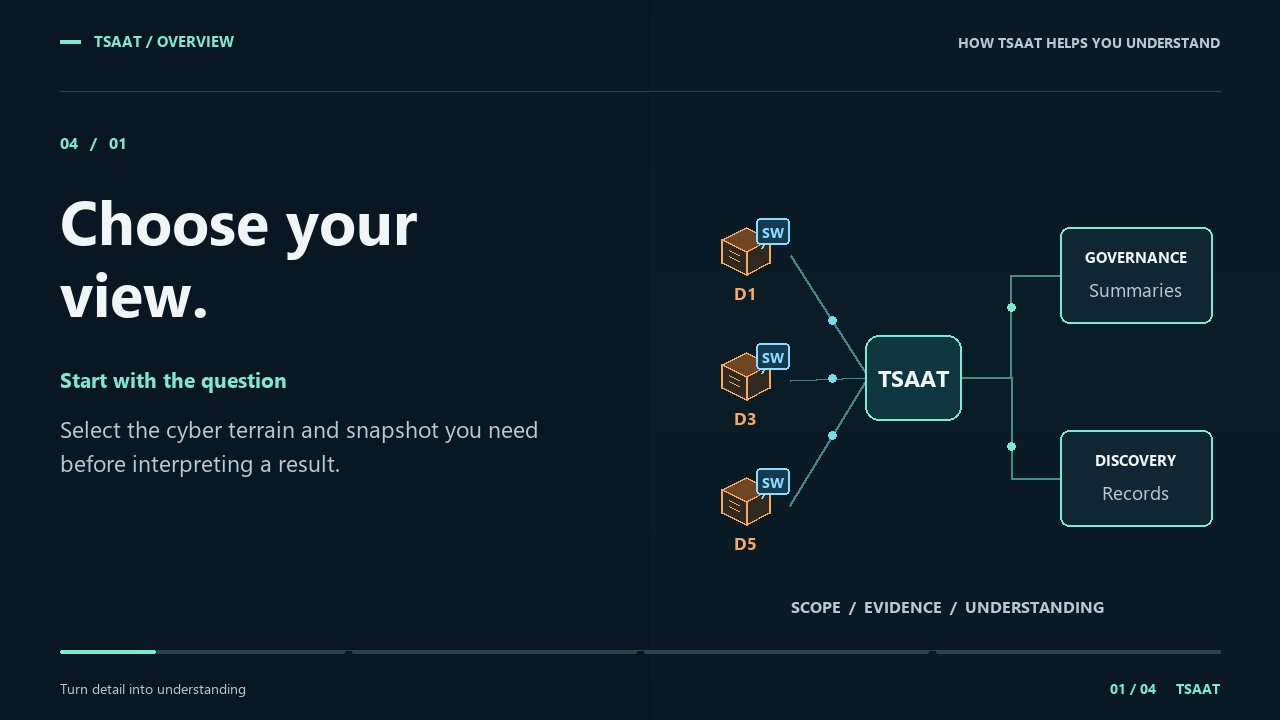 TSAAT / OVERVIEW
HOW TSAAT HELPS YOU UNDERSTAND
04 / 01
Choose your
view.
Start with the question
Select the cyber terrain and snapshot you need
before interpreting a result.
SW
D1
SW
D3
SW
D5
TSAAT
GOVERNANCE
Summaries
DISCOVERY
Records
SCOPE / EVIDENCE / UNDERSTANDING
Turn detail into understanding
01 / 04 TSAAT